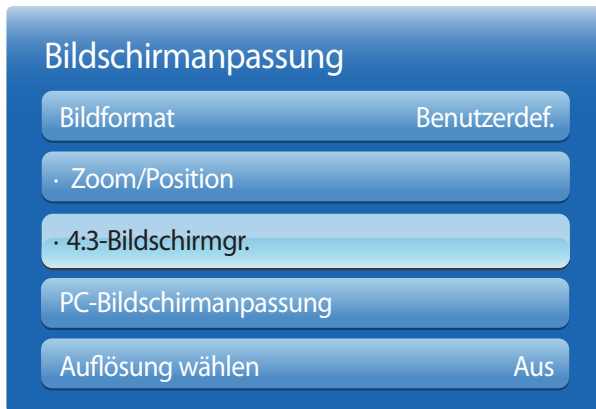 Bildschirmanpassung
Bildformat Benutzerdef.
· Zoom/Position
· 4:3-Bildschirmgr.
PC-Bildschirmanpassung
Auflösung wählen Aus